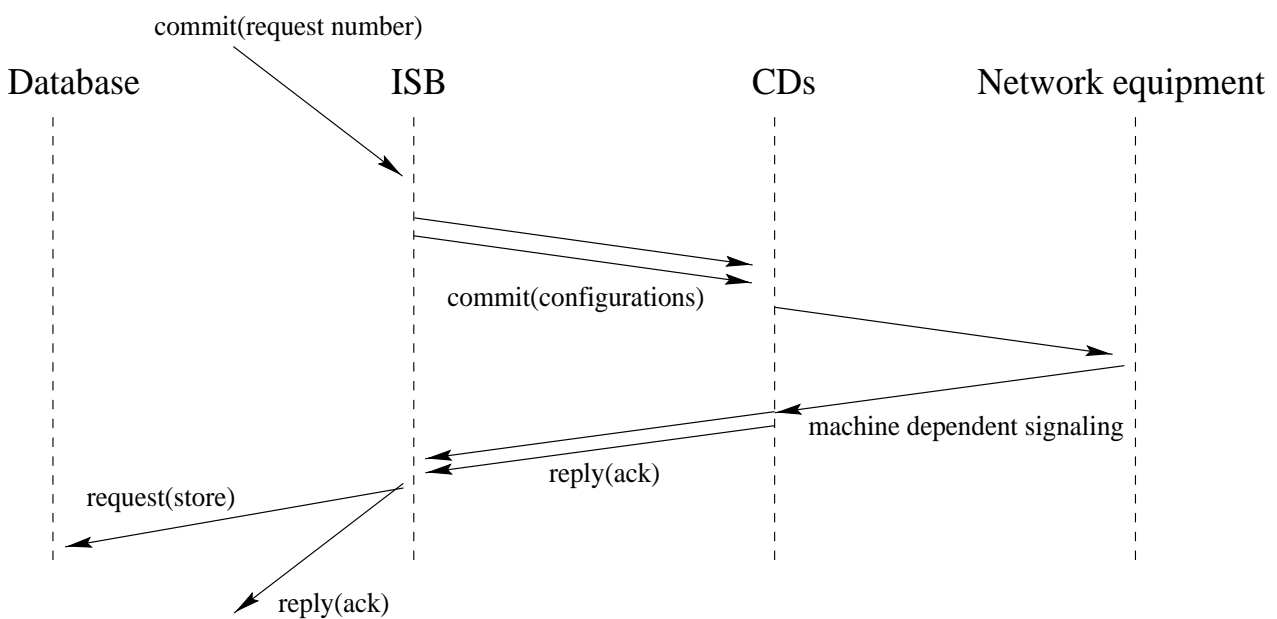 commit(request number)
Database
ISB
CDs
Network equipment
commit(configurations)
machine dependent signaling
reply(ack)
request(store)
reply(ack)